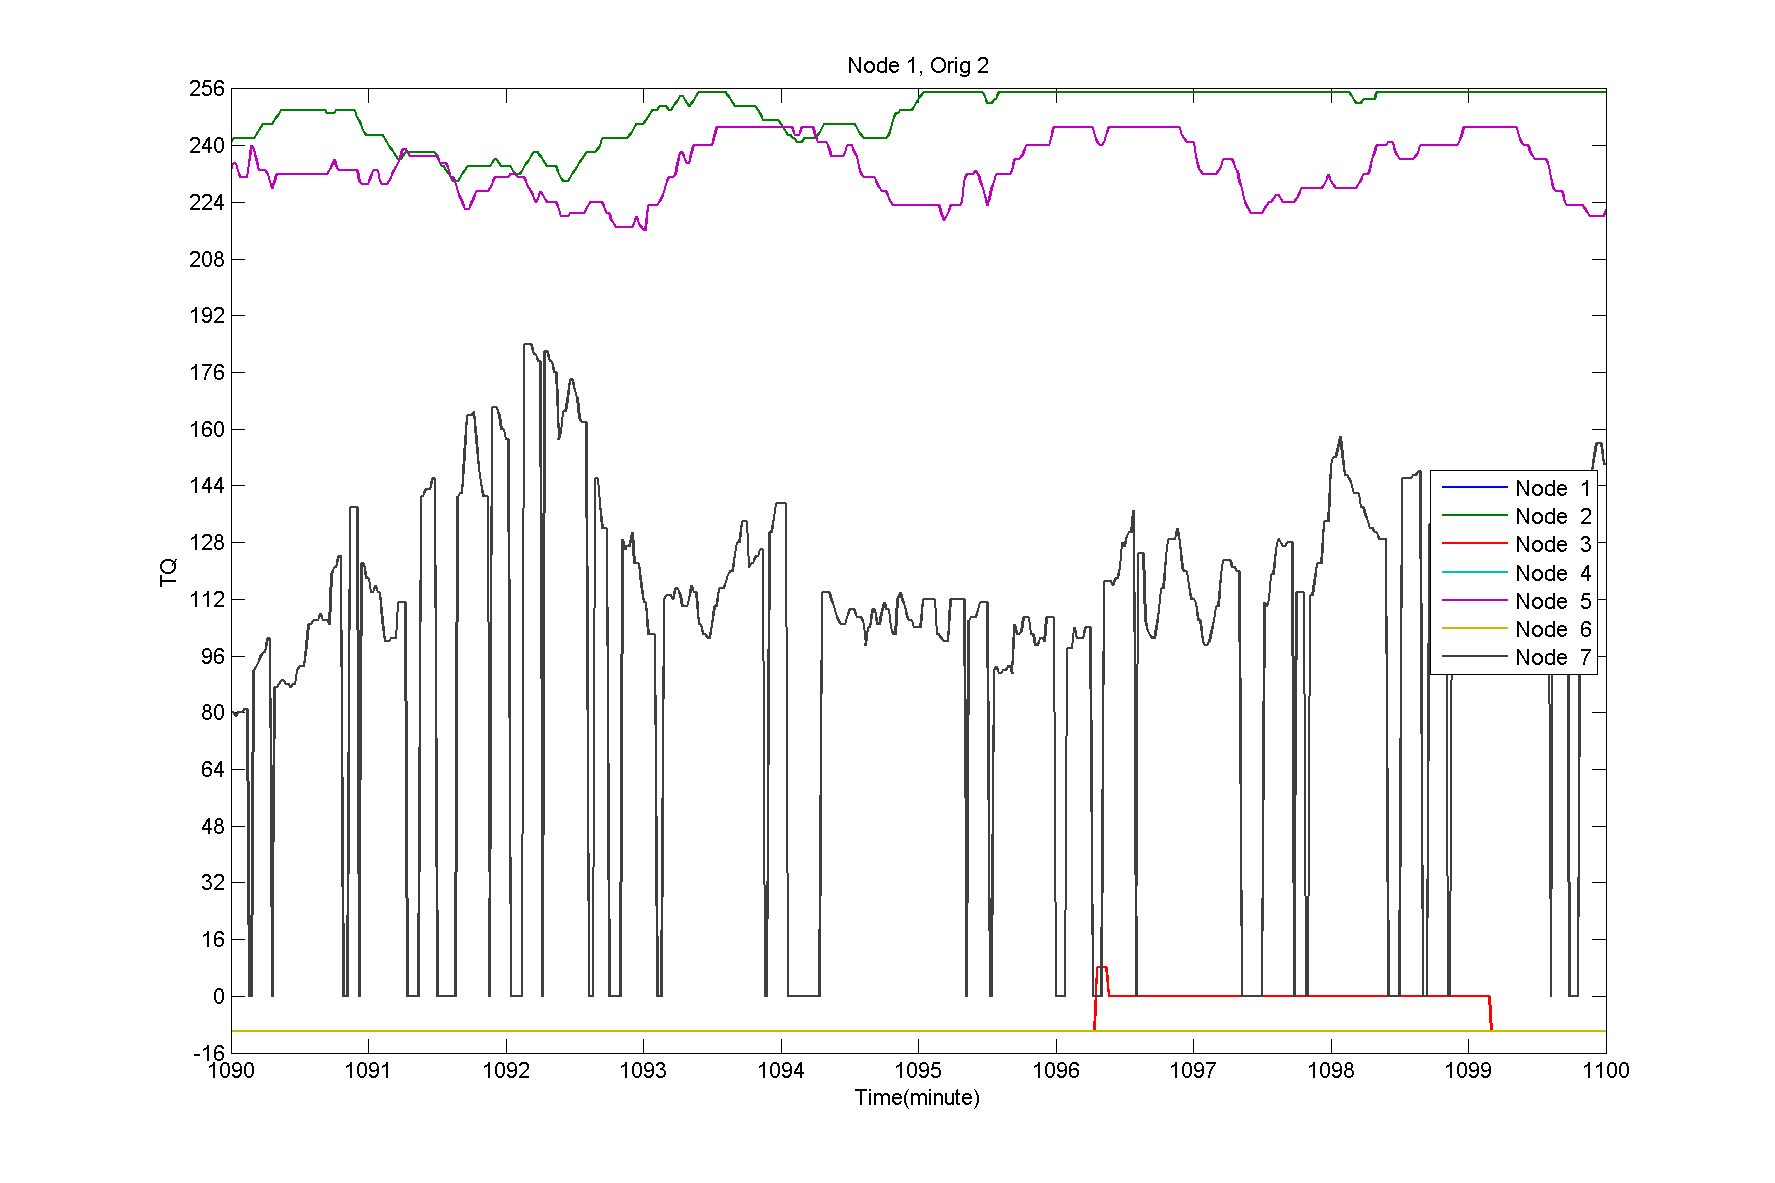 Node 1, Orig 2
256
240
224
208
192
176
160
144
128
112
96
80
64
48
32
16
0
-16
TQ
Node 1
Node 2
Node 3
Node 4
Node 5
Node 6
Node 7
1090 1091 1092 1093 1094 1095 1096 1097 1098 1099 1100
Time(minute)